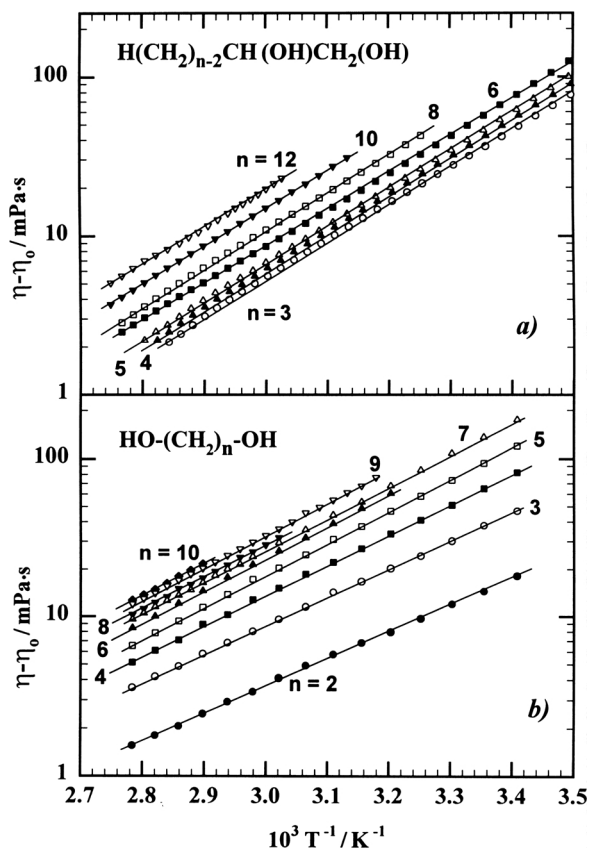 H(CH₂)ₙ₋₂CH(OH)CH₂(OH)
100
6
8
10
n = 12
10
η-ηₒ / mPa·s
n = 3
a)
5
4
1
HO-(CH₂)ₙ-OH
7
100
5
9
3
n = 10
η-ηₒ / mPa·s
10
8
6
4
n = 2
b)
1
2.7 2.8 2.9 3.0 3.1 3.2 3.3 3.4 3.5
10³ T⁻¹ / K⁻¹